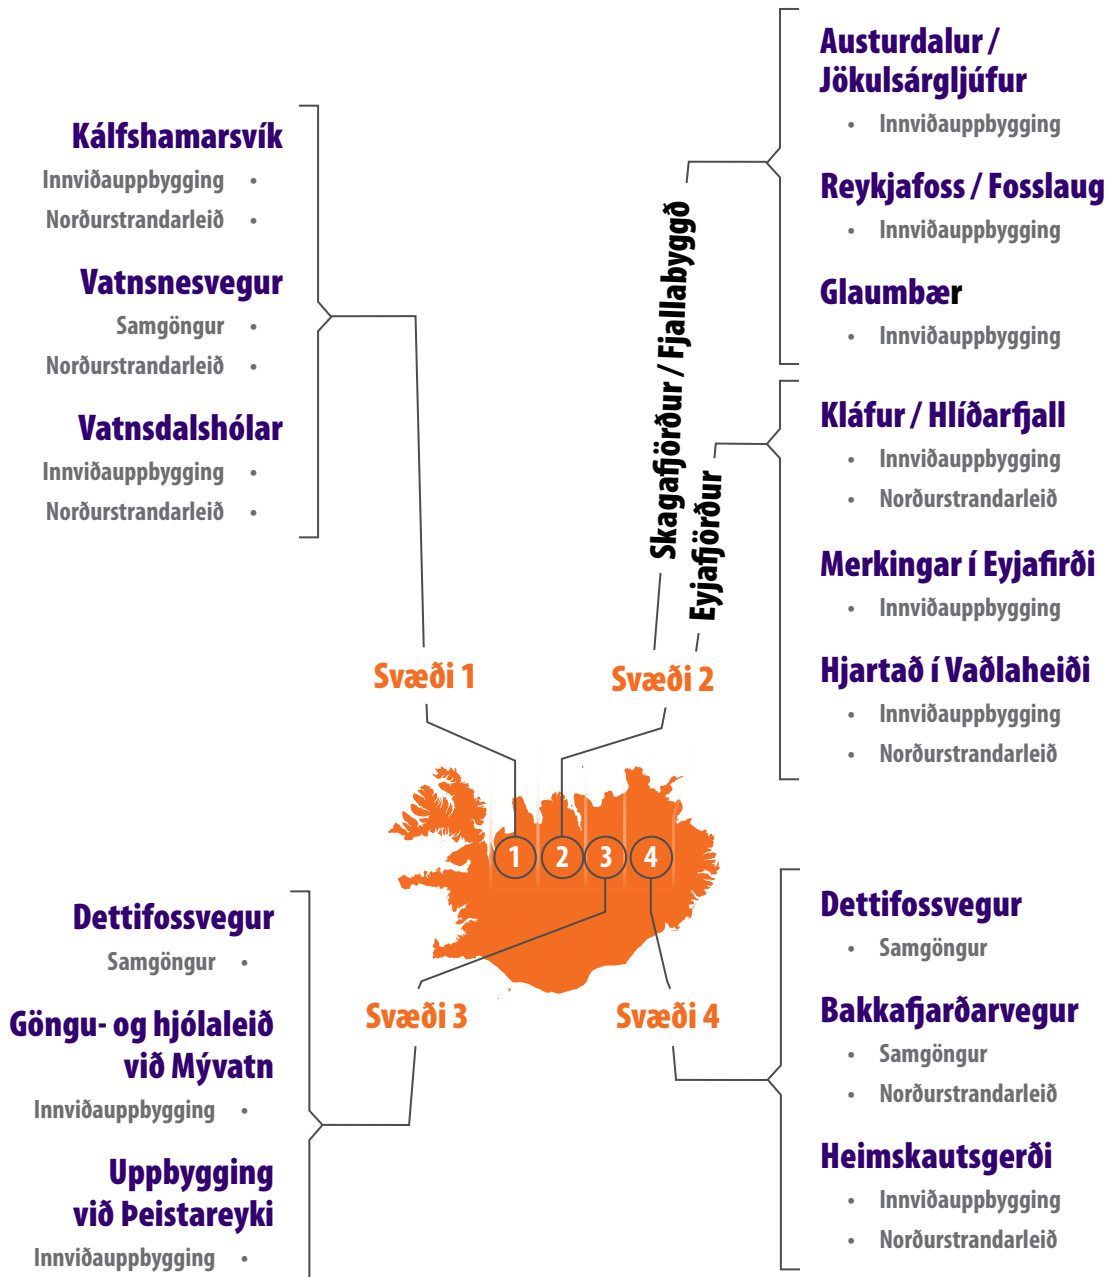 Kálfshamarsvík
Innviðauppbygging •
Norðurstrandarleið •
Vatnsnesvegur
Samgöngur •
Norðurstrandarleið •
Vatnsdalshólar
Innviðauppbygging •
Norðurstrandarleið •
Svæði 1
Skagafjörður / Fjallabyggð
Eyjafjörður
Svæði 2
Austurdalur /
Jökulsárgljúfur
• Innviðauppbygging
Reykjafoss / Fosslaug
• Innviðauppbygging
Glaumbær
• Innviðauppbygging
Kláfur / Hlíðarfjall
• Innviðauppbygging
• Norðurstrandarleið
Merkingar í Eyjafirði
• Innviðauppbygging
Hjartað í Vaðlaheiði
• Innviðauppbygging
• Norðurstrandarleið
1 2 3 4
Dettifossvegur
Samgöngur •
Göngu- og hjólaleið
við Mývatn
Innviðauppbygging •
Uppbygging
við Þeistareyki
Innviðauppbygging •
Svæði 3
Svæði 4
Dettifossvegur
• Samgöngur
Bakkafjarðarvegur
• Samgöngur
• Norðurstrandarleið
Heimskautsgerði
• Innviðauppbygging
• Norðurstrandarleið